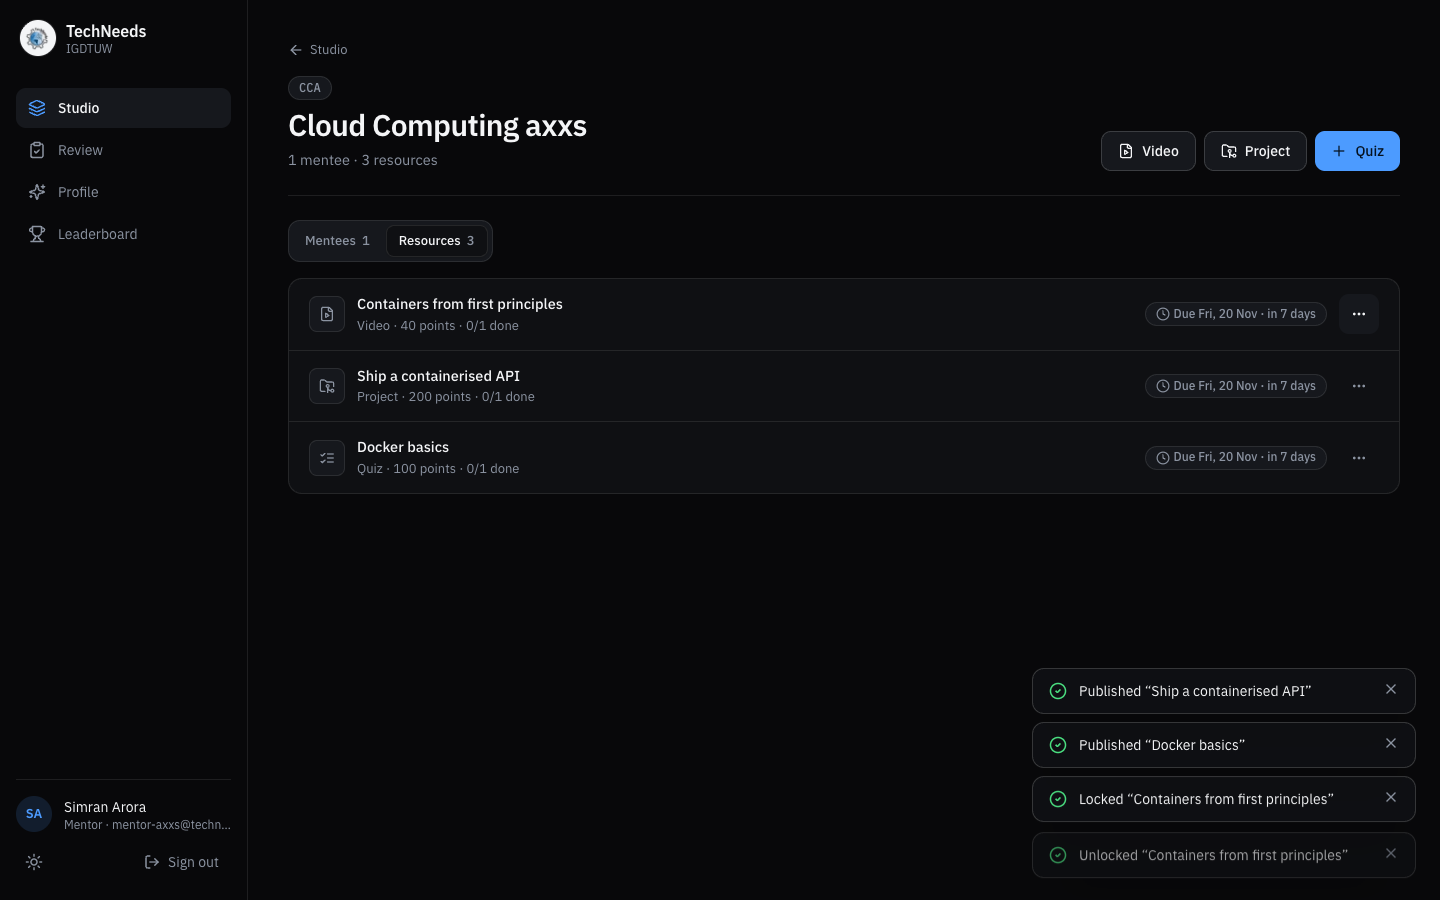 TechNeeds
IGDTUW
Studio
Review
Profile
Leaderboard
Simran Arora
Mentor · mentor-axxs@techn...
Sign out
Studio
CCA
Cloud Computing axxs
1 mentee · 3 resources
Video
Project
Quiz
Mentees 1
Resources 3
Containers from first principles
Video · 40 points · 0/1 done
Due Fri, 20 Nov · in 7 days
Ship a containerised API
Project · 200 points · 0/1 done
Due Fri, 20 Nov · in 7 days
Docker basics
Quiz · 100 points · 0/1 done
Due Fri, 20 Nov · in 7 days
Published “Ship a containerised API”
Published “Docker basics”
Locked “Containers from first principles”
Unlocked “Containers from first principles”
SA